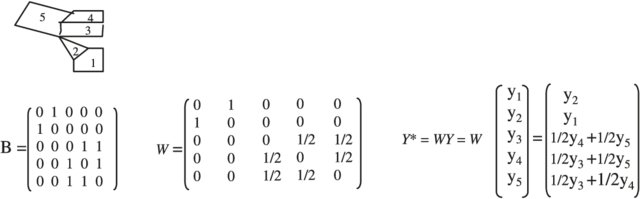 5
4
3
2
1
B = ( 0 1 0 0 0
1 0 0 0 0
0 0 0 1 1
0 0 1 0 1
0 0 1 1 0 )
W = ( 0 1 0 0 0
1 0 0 0 0
0 0 0 1/2 1/2
0 0 1/2 0 1/2
0 0 1/2 1/2 0 )
Y* = WY = W ( y₁ y₂ y₃ y₄ y₅ ) =
( y₂
y₁
1/2y₄ +1/2y₅
1/2y₃ +1/2y₅
1/2y₃ +1/2y₄ )